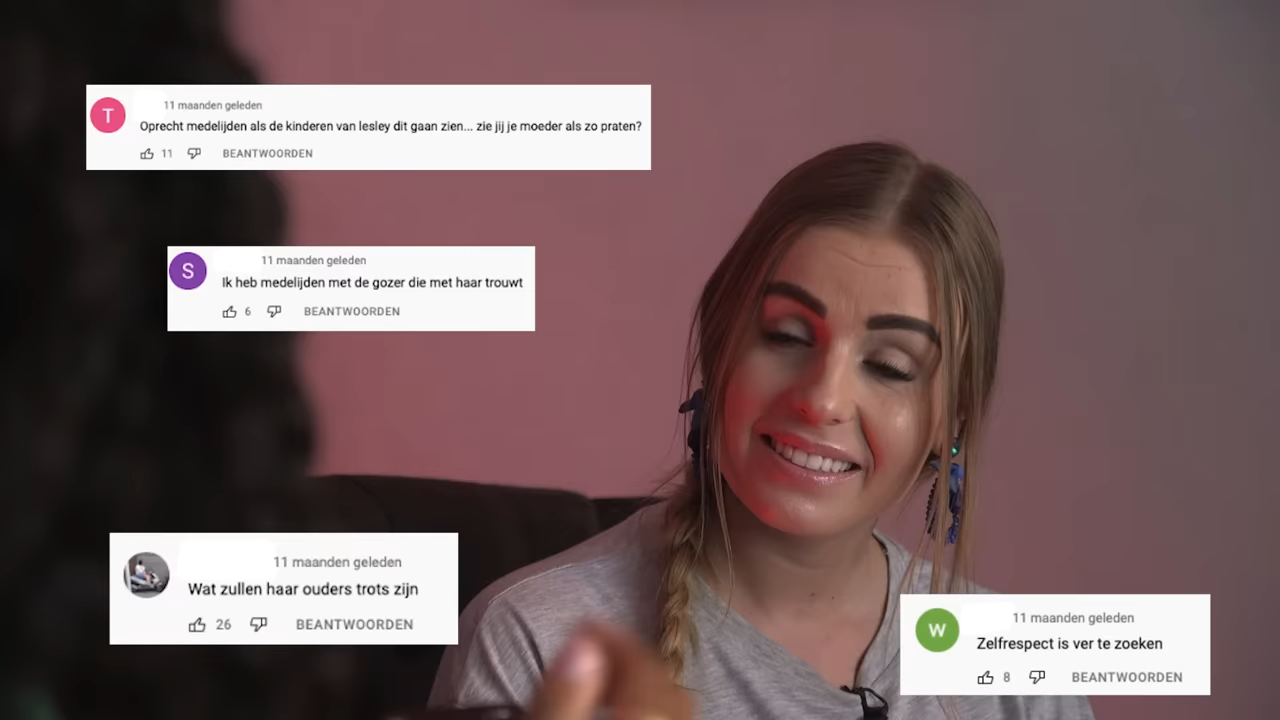 T
11 maanden geleden
Oprecht medelijden als de kinderen van lesley dit gaan zien... zie jij je moeder als zo praten?
11 BEANTWOORDEN
S
11 maanden geleden
Ik heb medelijden met de gozer die met haar trouwt
6 BEANTWOORDEN
11 maanden geleden
Wat zullen haar ouders trots zijn
26 BEANTWOORDEN
W
11 maanden geleden
Zelfrespect is ver te zoeken
8 BEANTWOORDEN